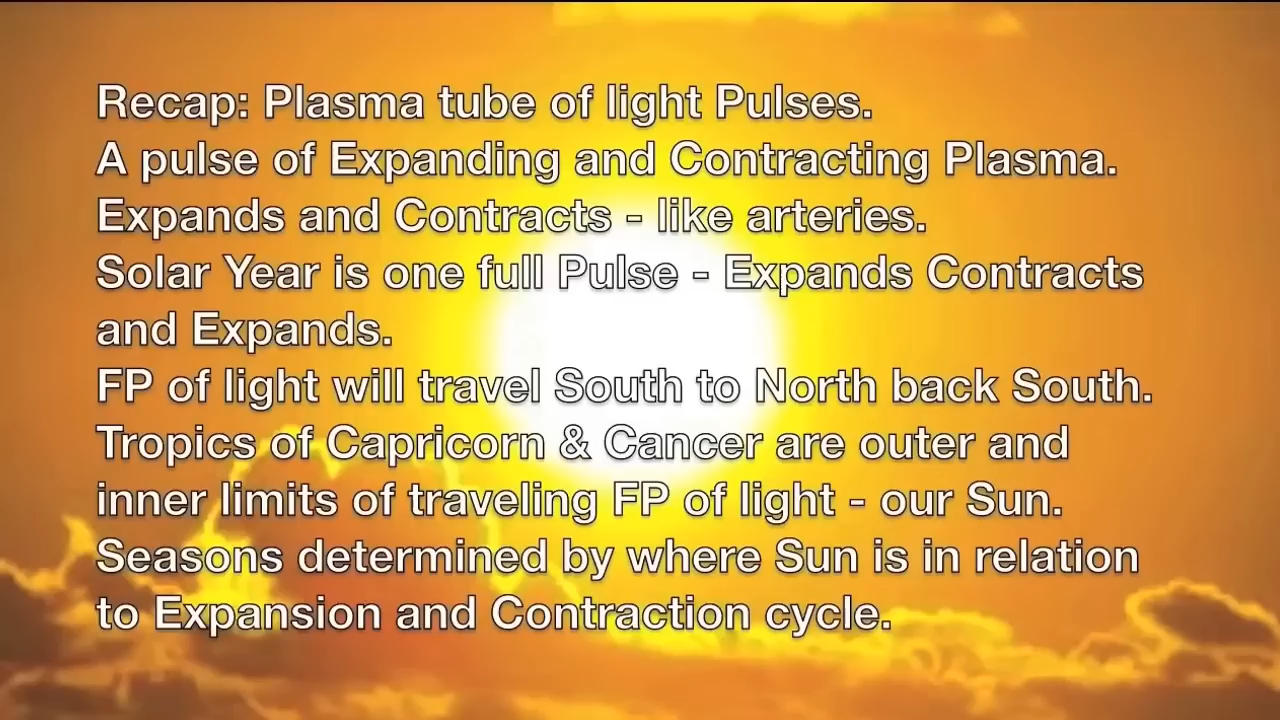 Recap: Plasma tube of light Pulses.
A pulse of Expanding and Contracting Plasma.
Expands and Contracts - like arteries.
Solar Year is one full Pulse - Expands Contracts
and Expands.
FP of light will travel South to North back South.
Tropics of Capricorn & Cancer are outer and
inner limits of traveling FP of light - our Sun.
Seasons determined by where Sun is in relation
to Expansion and Contraction cycle.